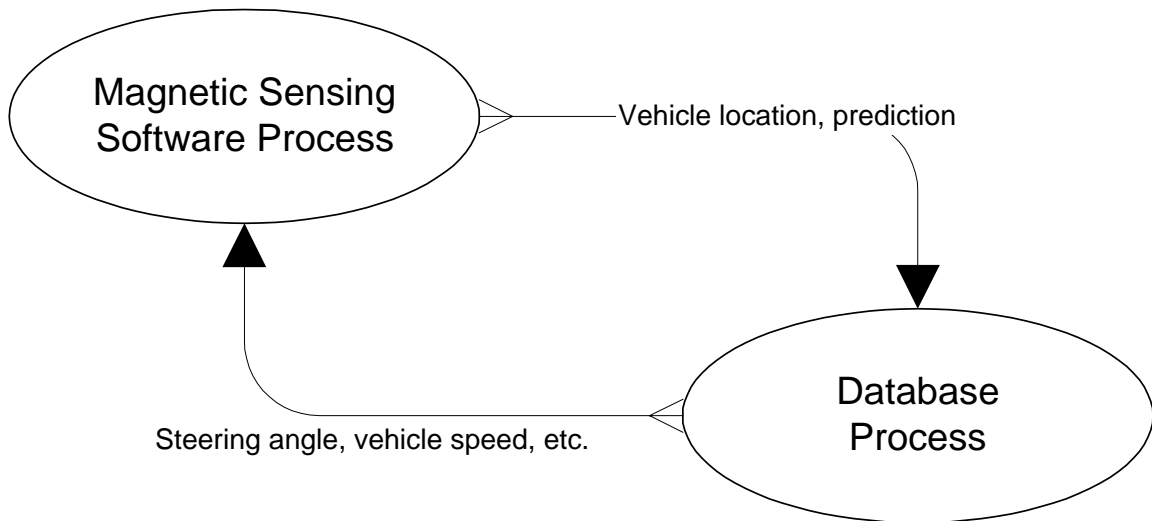 Magnetic Sensing
Software Process
Vehicle location, prediction
Database
Process
Steering angle, vehicle speed, etc.